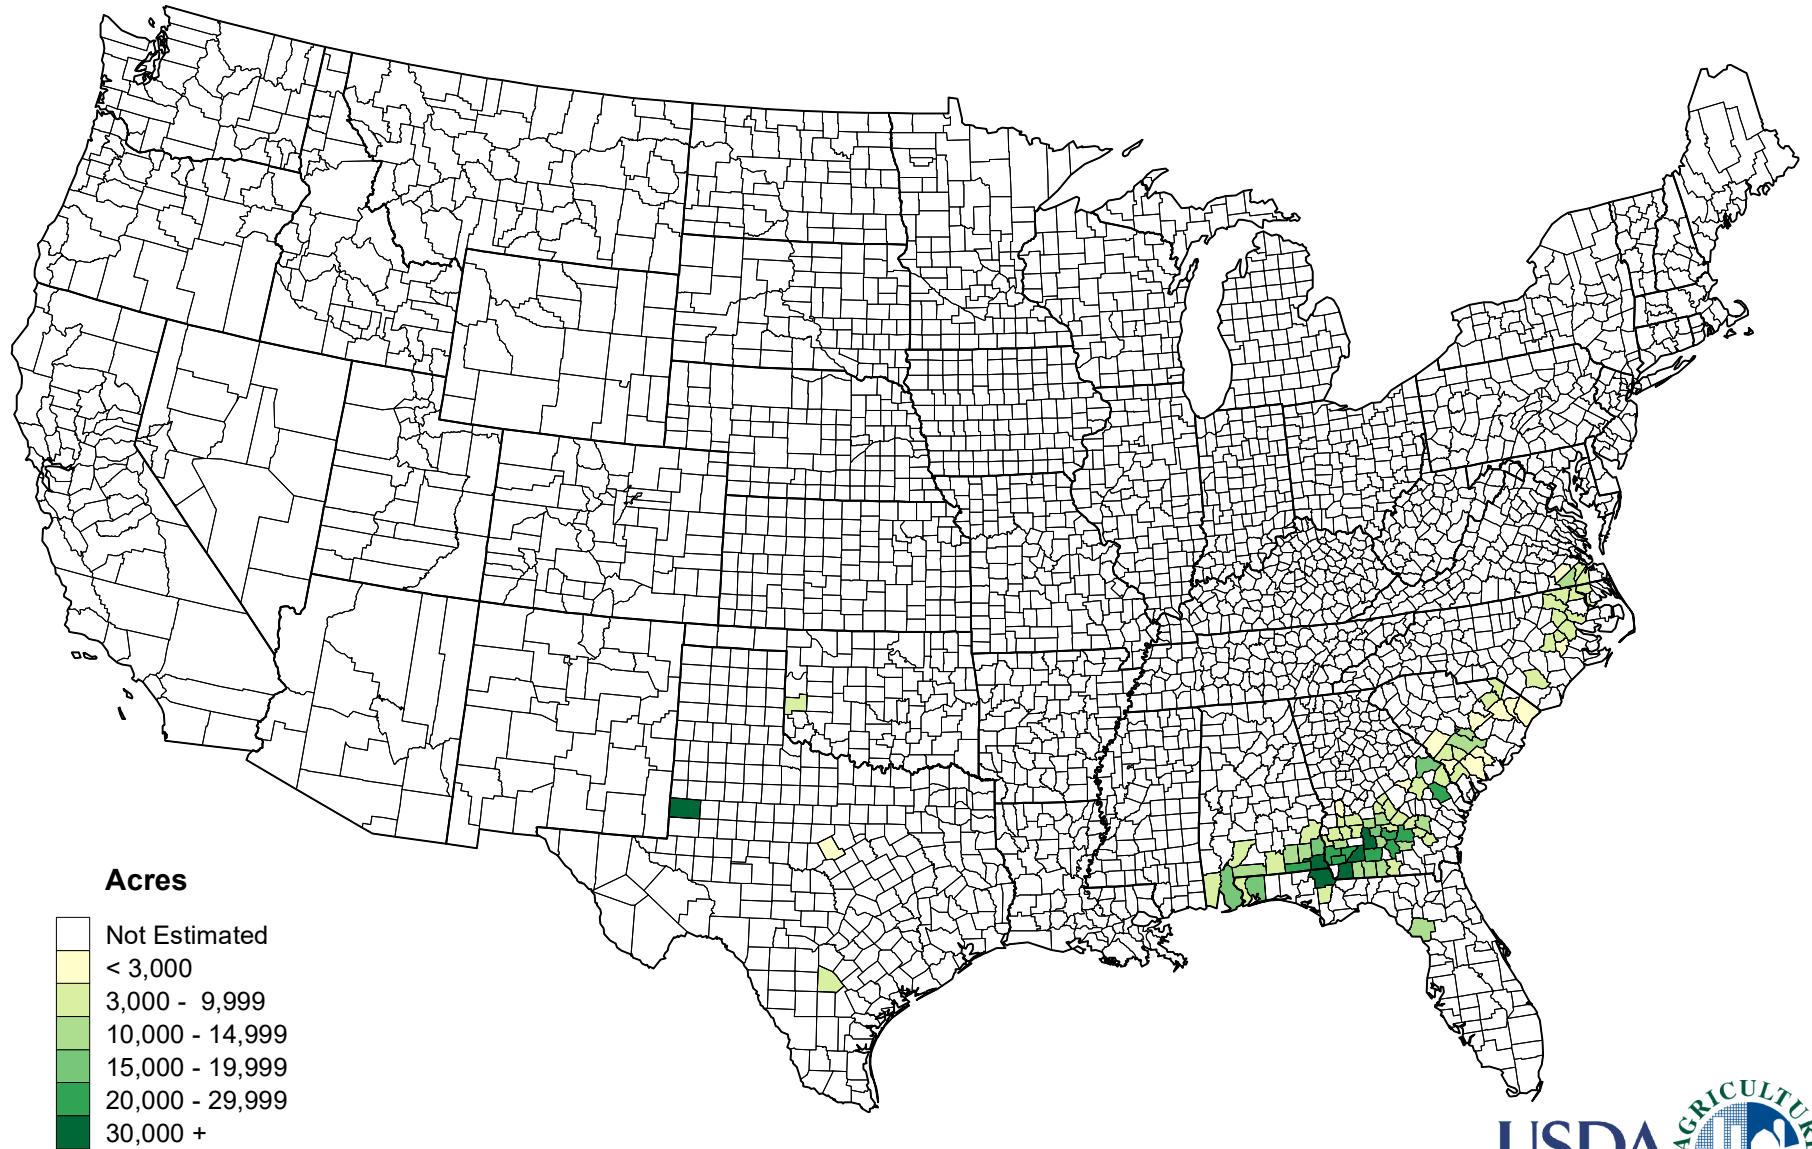 Acres
Not Estimated
< 3,000
3,000 - 9,999
10,000 - 14,999
15,000 - 19,999
20,000 - 29,999
30,000 +
USDA